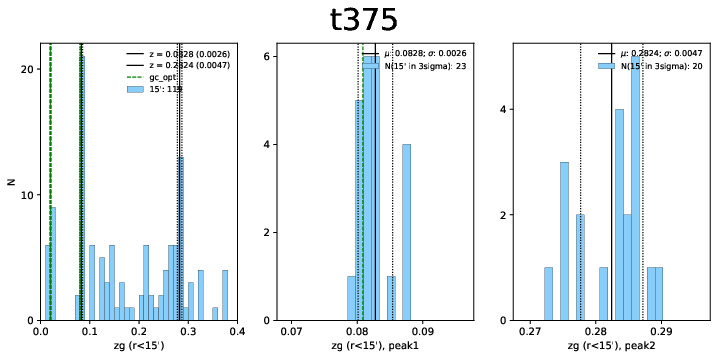 t375
z = 0.0828 (0.0026)
z = 0.2824 (0.0047)
gc_opt
15': 119
N
20
10
0
0.0 0.1 0.2 0.3 0.4
zg (r<15')
μ: 0.0828; σ: 0.0026
N(15' in 3sigma): 23
6
4
2
0
0.07 0.08 0.09
zg (r<15'), peak1
μ: 0.2824; σ: 0.0047
N(15' in 3sigma): 20
4
2
0
0.27 0.28 0.29
zg (r<15'), peak2